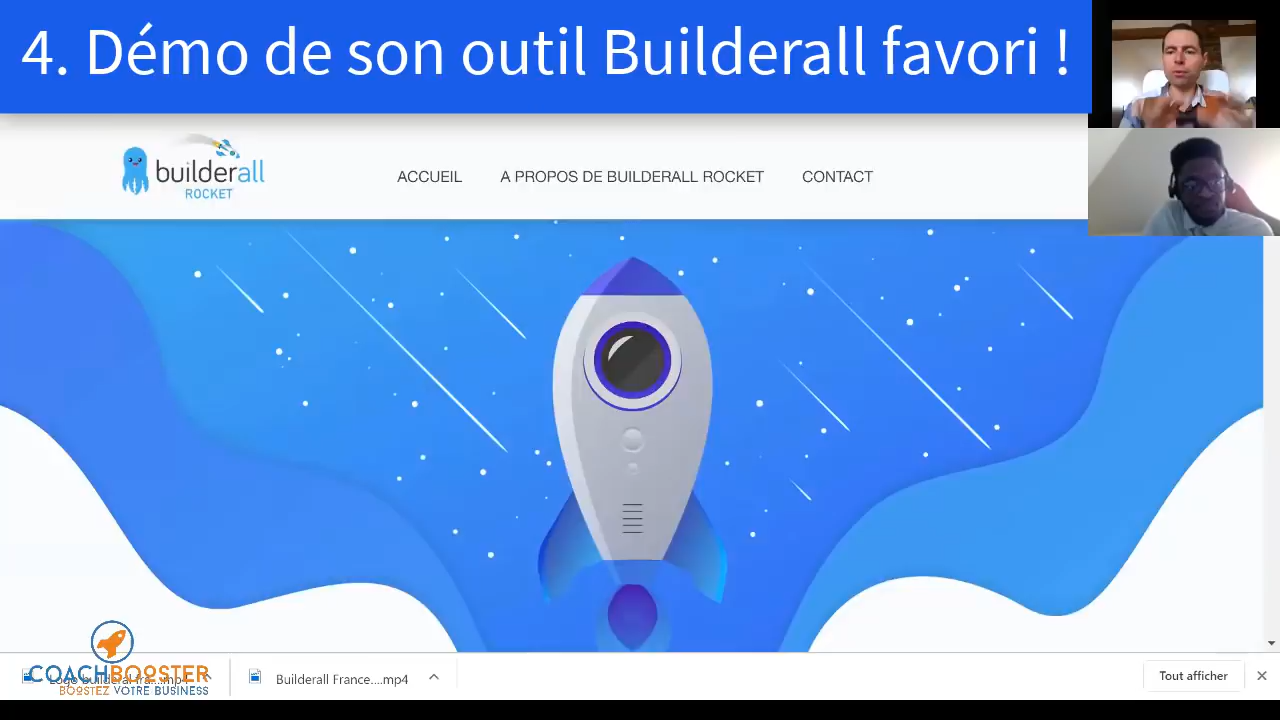 4. Démo de son outil Builderall favori !
builderall
ROCKET
ACCUEIL
A PROPOS DE BUILDERALL ROCKET
CONTACT
COACHBOOSTER
BOOSTEZ VOTRE BUSINESS
Builderall France....mp4
Tout afficher